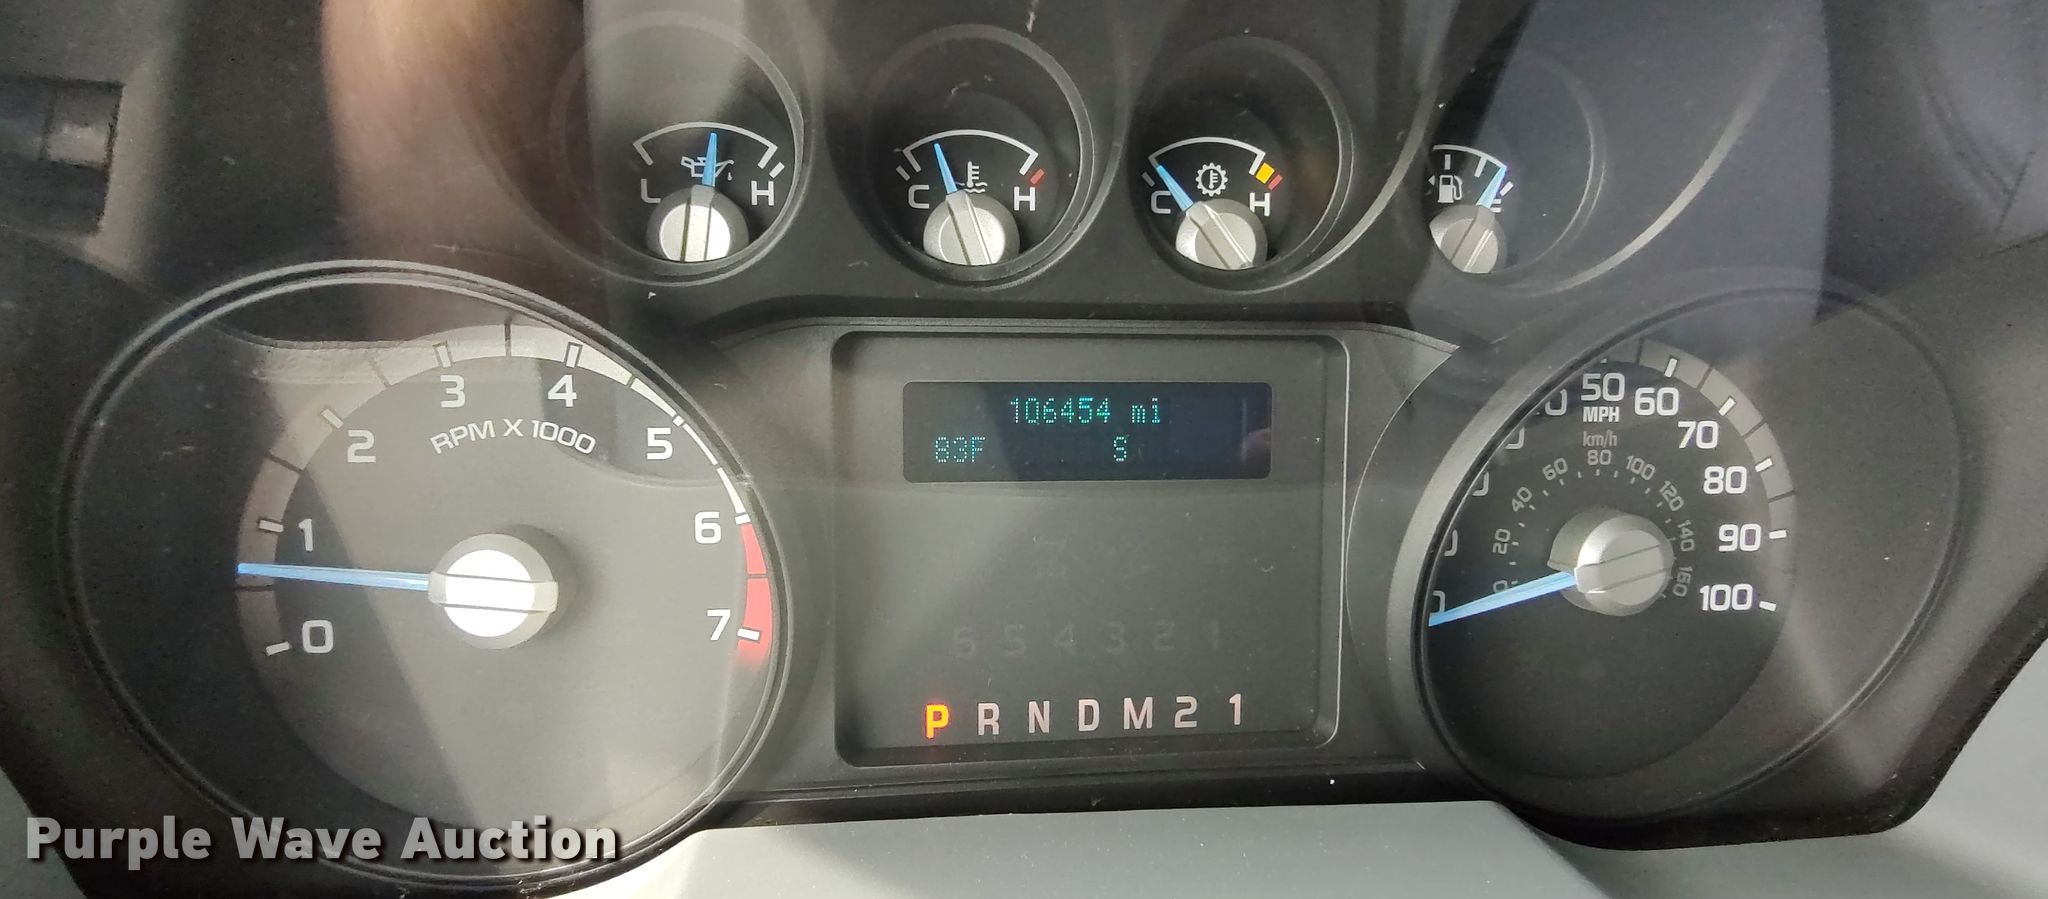 L H
C H
C H
E
0 1 2 3 4 5 6 7
RPM X 1000
106454 mi
83F S
6 5 4 3 2 1
P R N D M 2 1
50 60 70 80 90 100
MPH
km/h
0 20 40 60 80 100 120 140 160
Purple Wave Auction